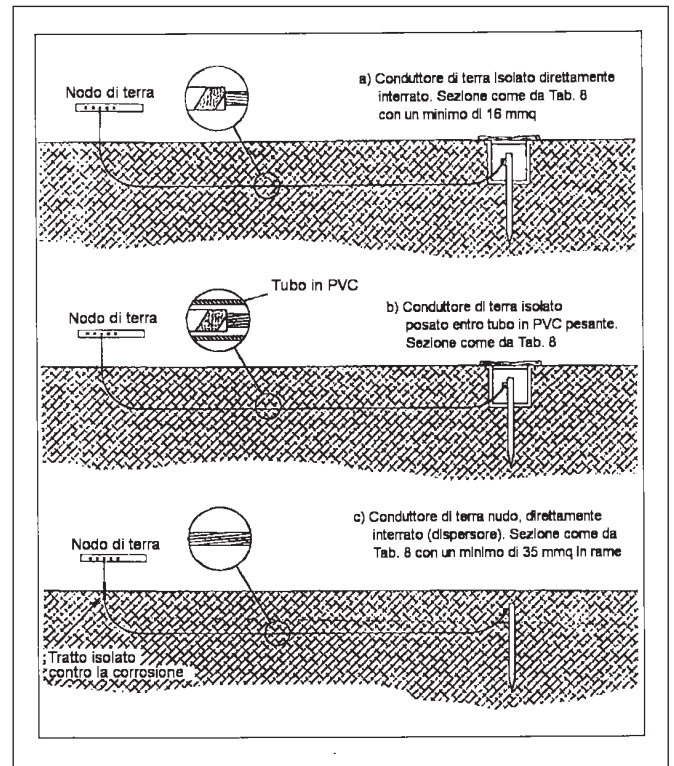 Nodo di terra
a) Conduttore di terra isolato direttamente
interrato. Sezione come da Tab. 8
con un minimo di 16 mmq
Tubo in PVC
Nodo di terra
b) Conduttore di terra isolato
posato entro tubo in PVC pesante.
Sezione come da Tab. 8
Nodo di terra
c) Conduttore di terra nudo, direttamente
interrato (dispersore). Sezione come da
Tab. 8 con un minimo di 35 mmq in rame
Tratto isolato
contro la corrosione